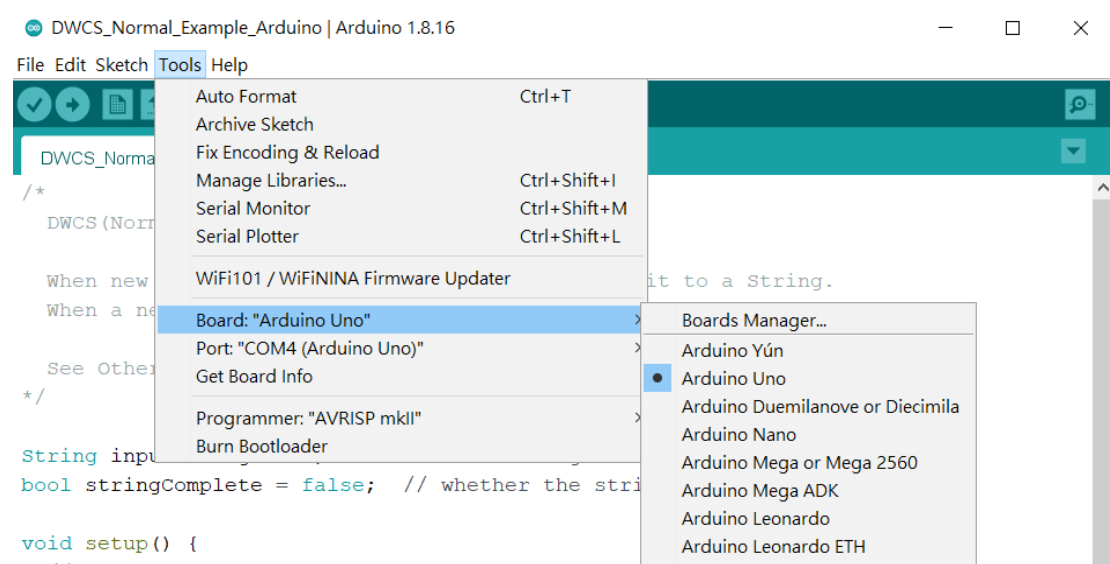 DWCS_Normal_Example_Arduino | Arduino 1.8.16
File Edit Sketch Tools Help
Auto Format Ctrl+T
Archive Sketch
Fix Encoding & Reload
Manage Libraries... Ctrl+Shift+I
Serial Monitor Ctrl+Shift+M
Serial Plotter Ctrl+Shift+L
WiFi101 / WiFiNINA Firmware Updater
Board: "Arduino Uno"
Port: "COM4 (Arduino Uno)"
Get Board Info
Programmer: "AVRISP mkII"
Burn Bootloader
Boards Manager...
Arduino Yún
Arduino Uno
Arduino Duemilanove or Diecimila
Arduino Nano
Arduino Mega or Mega 2560
Arduino Mega ADK
Arduino Leonardo
Arduino Leonardo ETH
DWCS_Norma
/*
DWCS(Norm
When new it to a String.
When a ne
See Other
*/
String inpu
bool stringComplete = false; // whether the stri
void setup() {